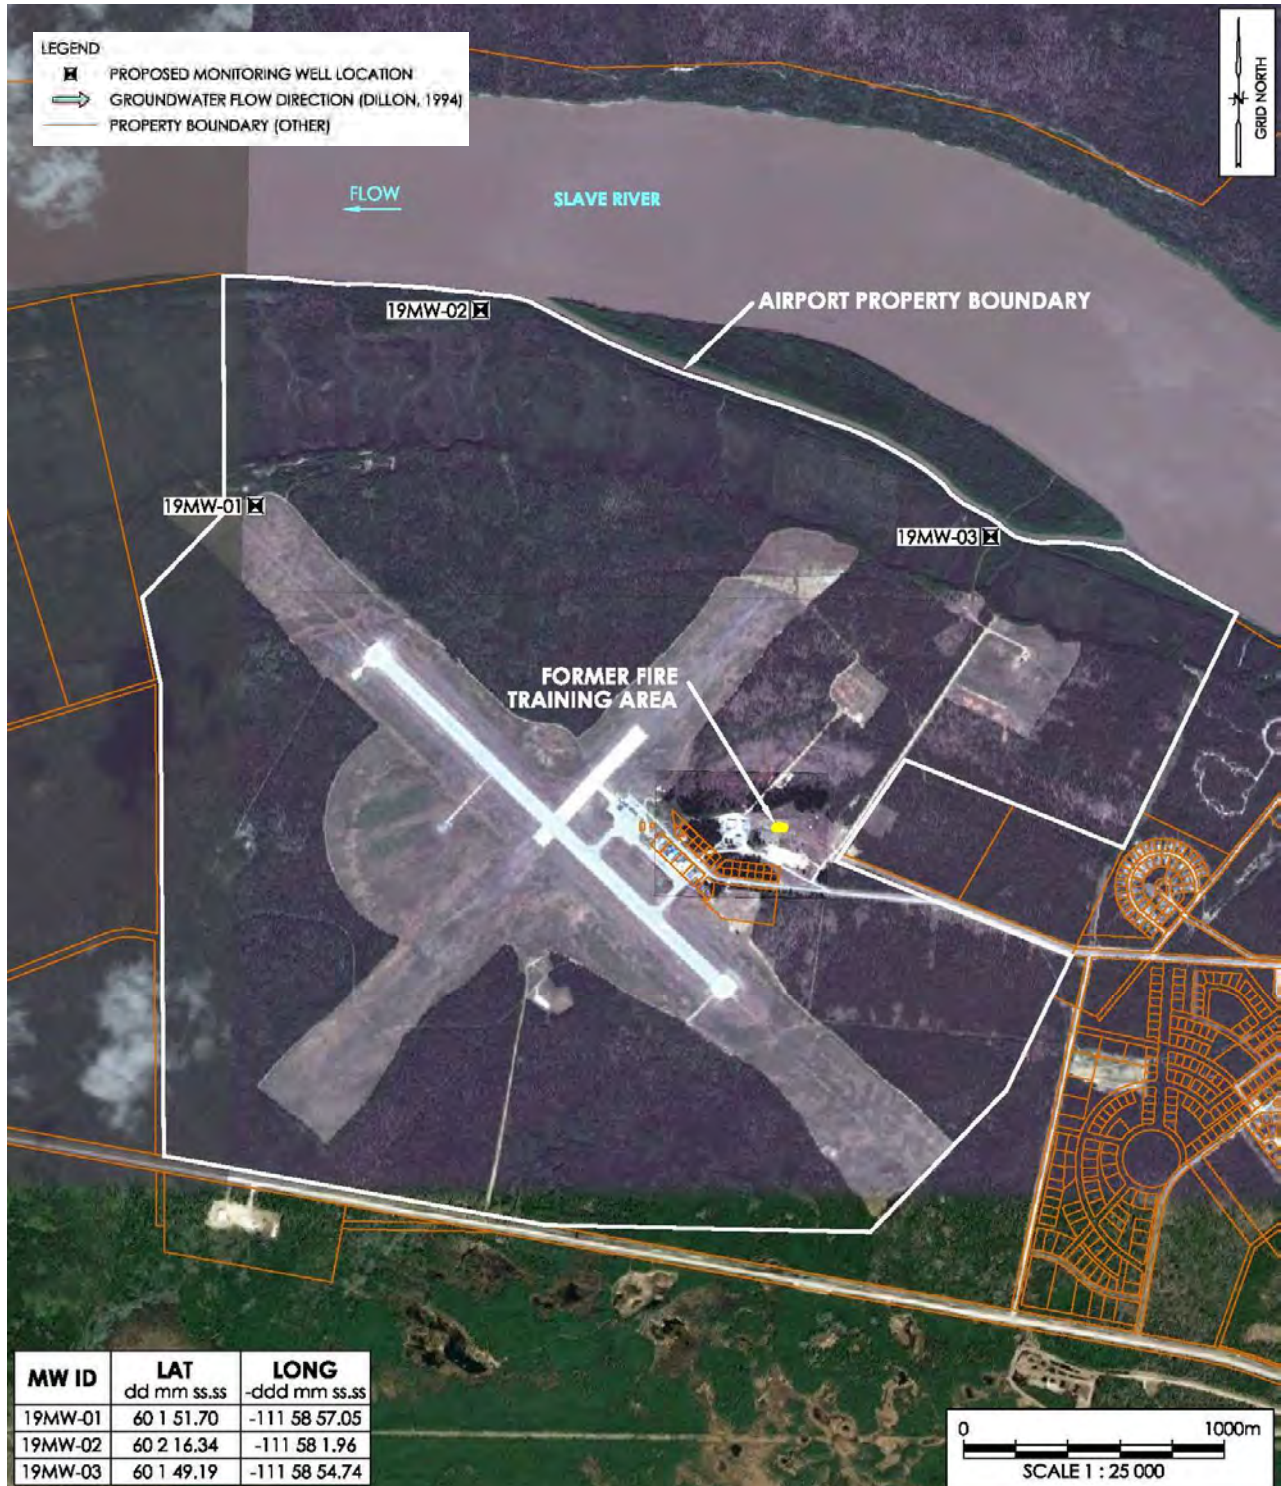 LEGEND
PROPOSED MONITORING WELL LOCATION
GROUNDWATER FLOW DIRECTION (DILLON, 1994)
PROPERTY BOUNDARY (OTHER)
N
GRID NORTH
FLOW
SLAVE RIVER
19MW-02
AIRPORT PROPERTY BOUNDARY
19MW-01
19MW-03
FORMER FIRE
TRAINING AREA
MW ID LAT LONG
dd mm ss.ss -ddd mm ss.ss
19MW-01 60 1 51.70 -111 58 57.05
19MW-02 60 2 16.34 -111 58 1.96
19MW-03 60 1 49.19 -111 58 54.74
0 1000m
SCALE 1 : 25 000